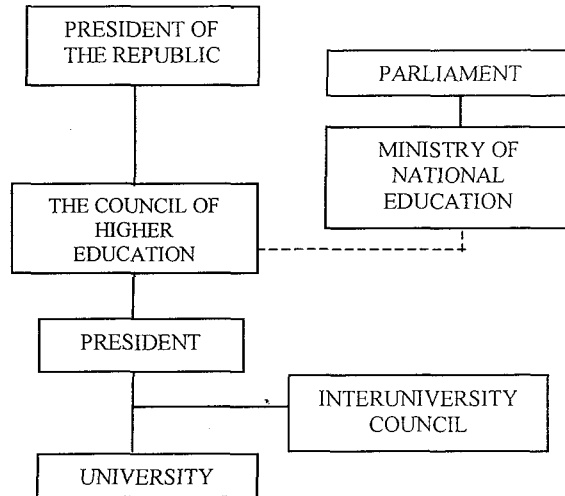 PRESIDENT OF
THE REPUBLIC
PARLIAMENT
MINISTRY OF
NATIONAL
EDUCATION
THE COUNCIL OF
HIGHER
EDUCATION
PRESIDENT
INTERUNIVERSITY
COUNCIL
UNIVERSITY